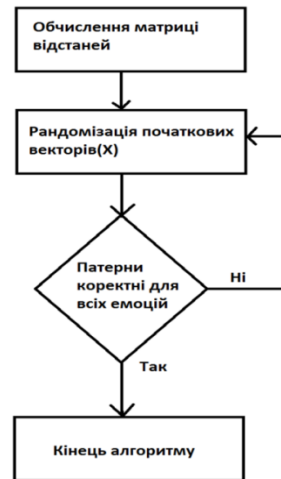 Обчислення матриці
відстаней
Рандомізація початкових
векторів(X)
Патерни
коректні для
всіх емоцій
Ні
Так
Кінець алгоритму